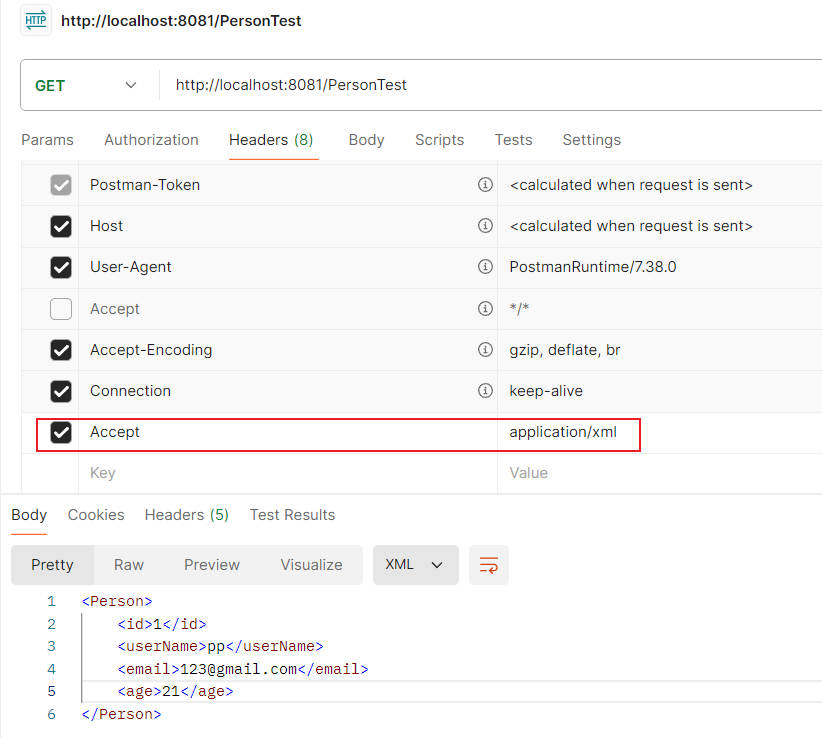 HTTP http://localhost:8081/PersonTest
GET http://localhost:8081/PersonTest
Params Authorization Headers (8) Body Scripts Tests Settings
Postman-Token <calculated when request is sent>
Host <calculated when request is sent>
User-Agent PostmanRuntime/7.38.0
Accept */*
Accept-Encoding gzip, deflate, br
Connection keep-alive
Accept application/xml
Key Value
Body Cookies Headers (5) Test Results
Pretty Raw Preview Visualize XML
1 <Person>
2 <id>1</id>
3 <userName>pp</userName>
4 <email>123@gmail.com</email>
5 <age>21</age>
6 </Person>